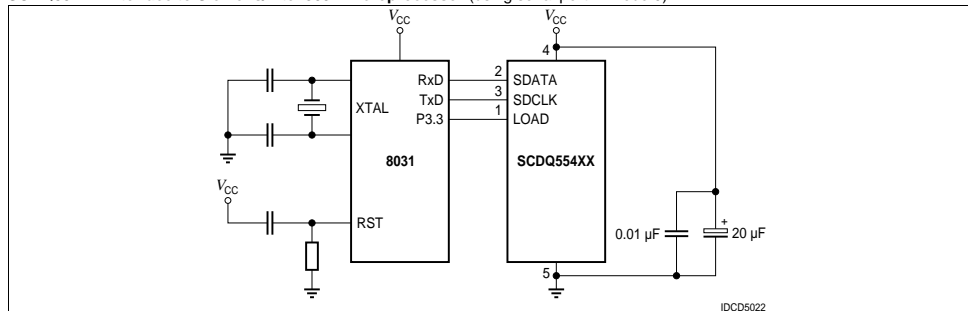 VCC
VCC
4
RxD
2
SDATA
TxD
3
SDCLK
XTAL
P3.3
1
LOAD
8031
SCDQ554XX
VCC
RST
0.01 µF
+
20 µF
5
IDCD5022